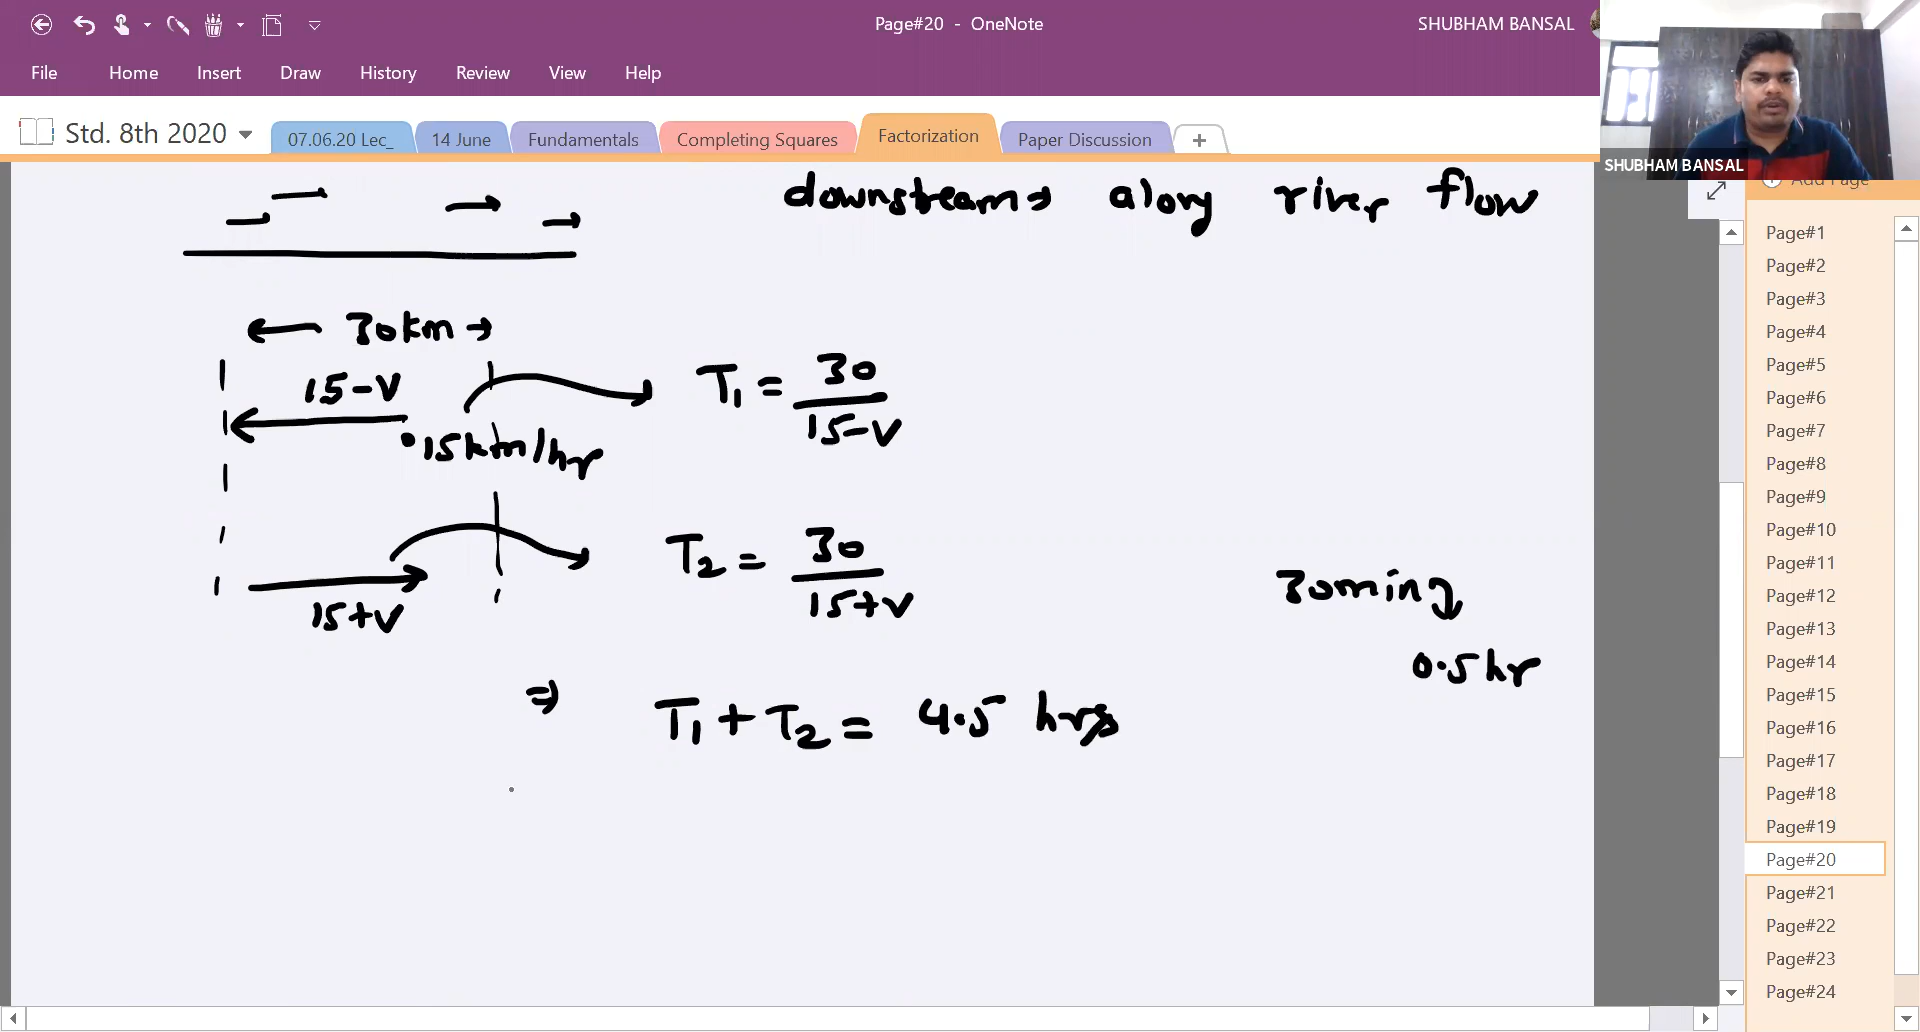 Page#20 - OneNote
SHUBHAM BANSAL
File Home Insert Draw History Review View Help
Std. 8th 2020
07.06.20 Lec_ 14 June Fundamentals Completing Squares Factorization Paper Discussion +
SHUBHAM BANSAL
Add Page
downstream → along river flow
← 30km →
15-V
15km/hr
T₁ = 30/(15-V)
15+V
T₂ = 30/(15+V)
30min
0.5 hr
⇒ T₁ + T₂ = 4.5 hrs
Page#1
Page#2
Page#3
Page#4
Page#5
Page#6
Page#7
Page#8
Page#9
Page#10
Page#11
Page#12
Page#13
Page#14
Page#15
Page#16
Page#17
Page#18
Page#19
Page#20
Page#21
Page#22
Page#23
Page#24